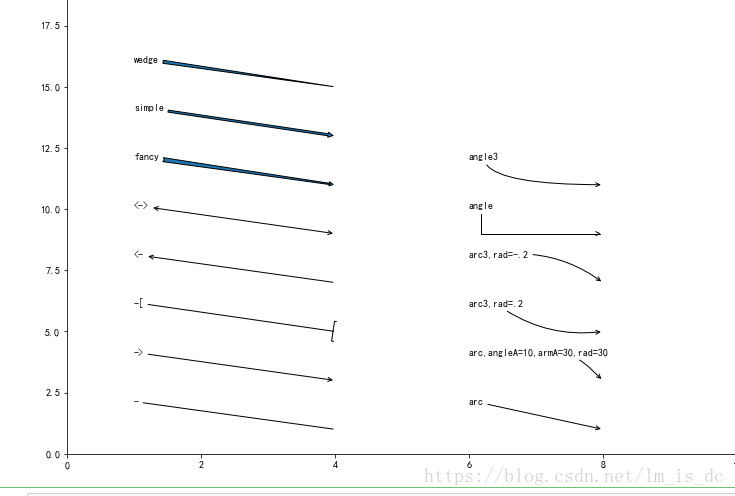 17.5
wedge
15.0
simple
12.5
fancy
angle3
10.0
<->
angle
7.5
<-
arc3,rad=-.2
-[
arc3,rad=.2
5.0
->
arc,angleA=10,armA=30,rad=30
2.5
-
arc
0.0
0 2 4 6 8
https://blog.csdn.net/lm_is_dc